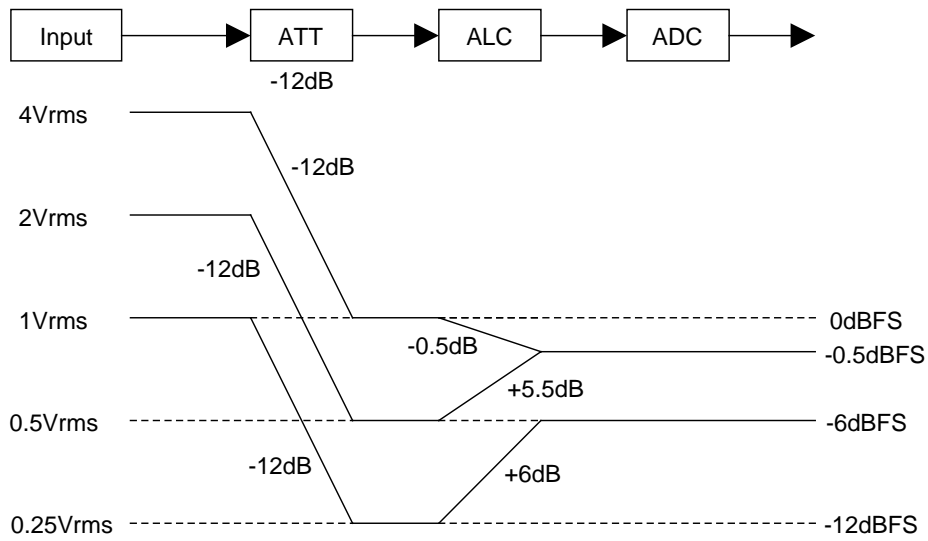 Input ATT ALC ADC
-12dB
4Vrms
-12dB
2Vrms
-12dB
1Vrms 0dBFS
-0.5dB
-0.5dBFS
+5.5dB
0.5Vrms -6dBFS
-12dB +6dB
0.25Vrms -12dBFS